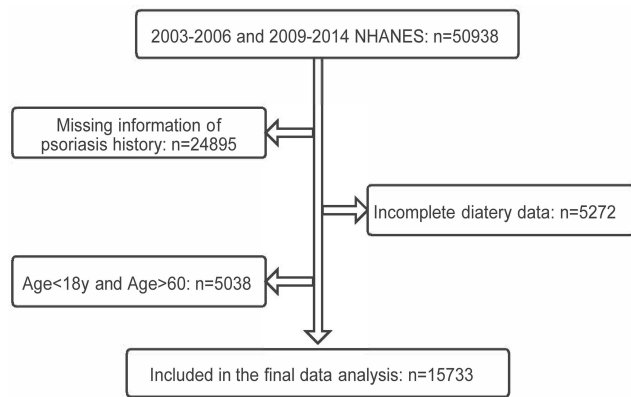 2003-2006 and 2009-2014 NHANES: n=50938
Missing information of
psoriasis history: n=24895
Incomplete diatery data: n=5272
Age<18y and Age>60: n=5038
Included in the final data analysis: n=15733